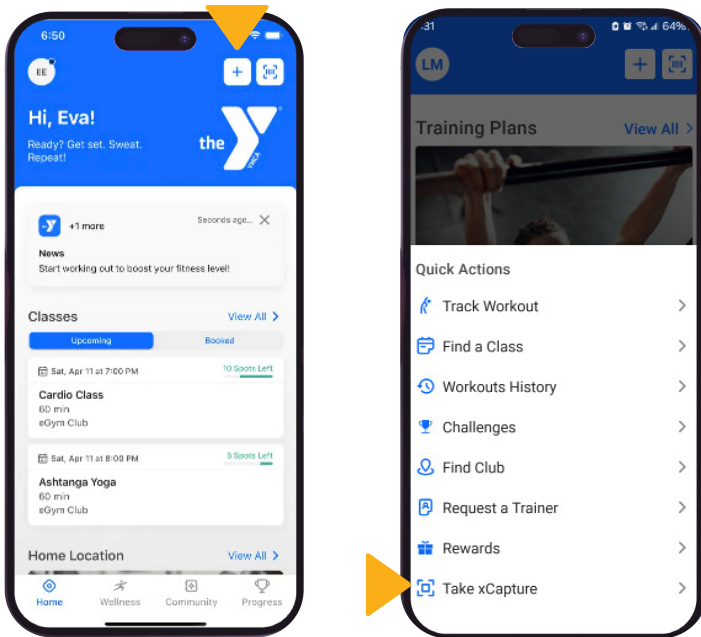 6:50
EE
+
Hi, Eva!
Ready? Get set. Sweat.
Repeat!
the
YMCA
+1 more
Seconds ago...
News
Start working out to boost your fitness level!
Classes
View All >
Upcoming
Booked
Sat, Apr 11 at 7:00 PM
10 Spots Left
Cardio Class
60 min
eGym Club
Sat, Apr 11 at 8:00 PM
5 Spots Left
Ashtanga Yoga
60 min
eGym Club
Home Location
View All >
Home
Wellness
Community
Progress
:31
64%
LM
+
Training Plans
View All >
Quick Actions
Track Workout
Find a Class
Workouts History
Challenges
Find Club
Request a Trainer
Rewards
Take xCapture